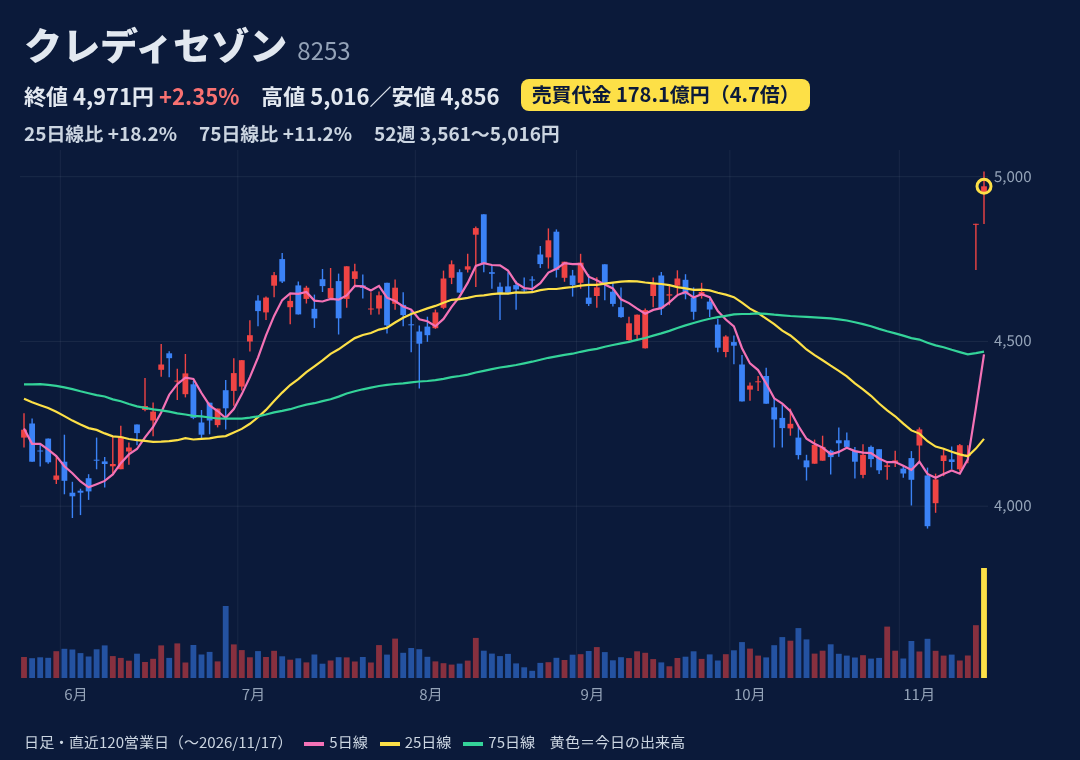 クレディセゾン 8253
終値 4,971円 +2.35% 高値 5,016／安値 4,856 売買代金 178.1億円（4.7倍）
25日線比 +18.2% 75日線比 +11.2% 52週 3,561〜5,016円
5,000
4,500
4,000
6月 7月 8月 9月 10月 11月
日足・直近120営業日（〜2026/11/17） 5日線 25日線 75日線 黄色＝今日の出来高